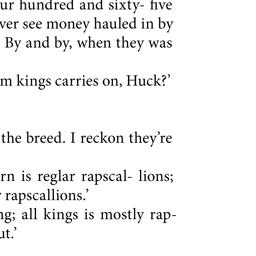 ur hundred and sixty- five
ver see money hauled in by
By and by, when they was
m kings carries on, Huck?’
the breed. I reckon they’re
rn is reglar rapscal- lions;
rapscallions.’
ng; all kings is mostly rap-
ut.’